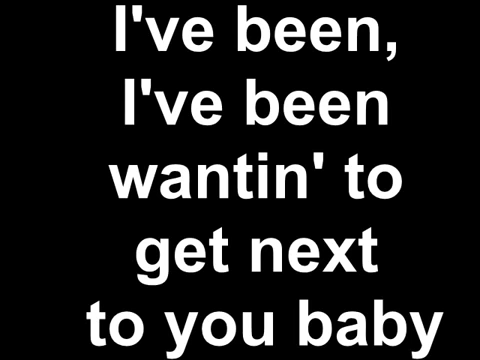 I've been,
I've been
wantin' to
get next
to you baby